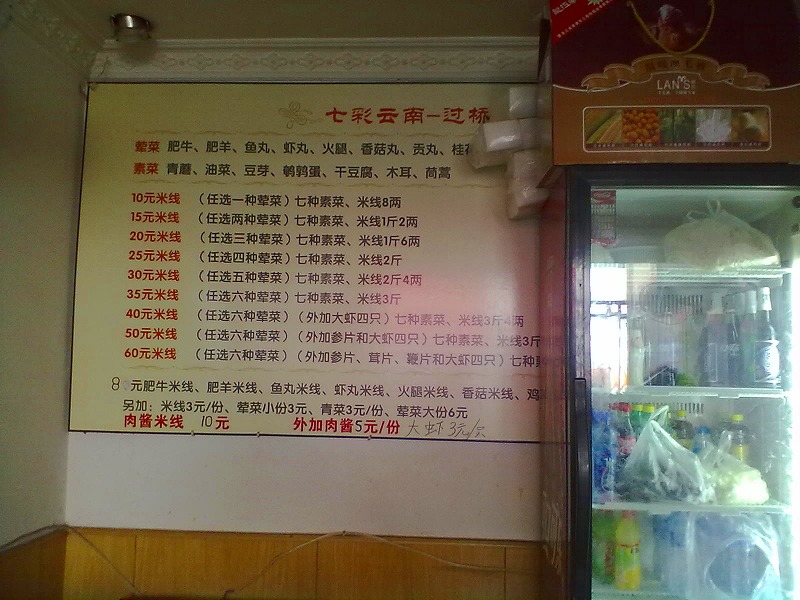 七彩云南-过桥
荤菜 肥牛、肥羊、鱼丸、虾丸、火腿、香菇丸、贡丸、桂花
素菜 青蘑、油菜、豆芽、鹌鹑蛋、干豆腐、木耳、茼蒿
10元米线 (任选一种荤菜)七种素菜、米线8两
15元米线 (任选两种荤菜)七种素菜、米线1斤2两
20元米线 (任选三种荤菜)七种素菜、米线1斤6两
25元米线 (任选四种荤菜)七种素菜、米线2斤
30元米线 (任选五种荤菜)七种素菜、米线2斤4两
35元米线 (任选六种荤菜)七种素菜、米线3斤
40元米线 (任选六种荤菜)(外加大虾四只)七种素菜、米线3斤4两
50元米线 (任选六种荤菜)(外加参片和大虾四只)七种素菜、米线3斤
60元米线 (任选六种荤菜)(外加参片、茸片、鞭片和大虾四只)七种
8元肥牛米线、肥羊米线、鱼丸米线、虾丸米线、火腿米线、香菇米线、鸡
另加:米线3元/份、荤菜小份3元、青菜3元/份、荤菜大份6元
肉酱米线 10元 外加肉酱5元/份 大虾3元/只
LAN'S